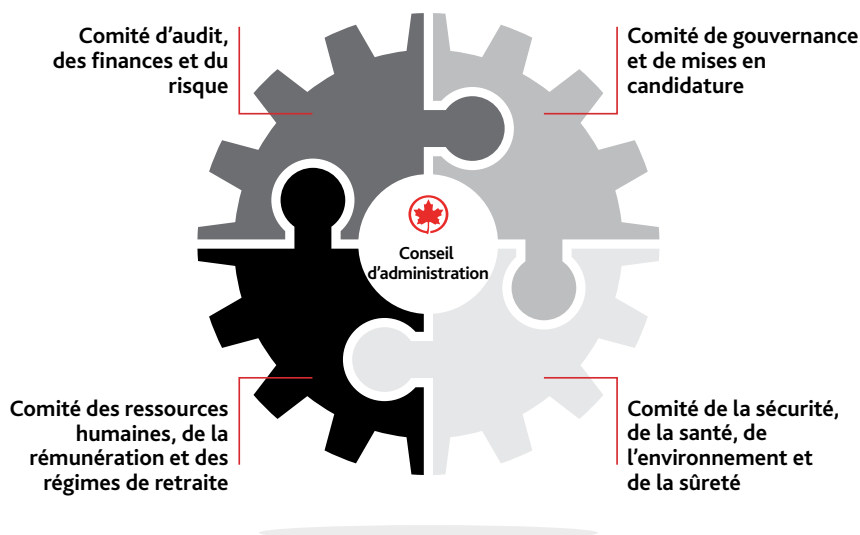 Comité d’audit,
des finances et du
risque
Comité de gouvernance
et de mises en
candidature
Conseil
d’administration
Comité des ressources
humaines, de la
rémunération et des
régimes de retraite
Comité de la sécurité,
de la santé, de
l’environnement et
de la sûreté